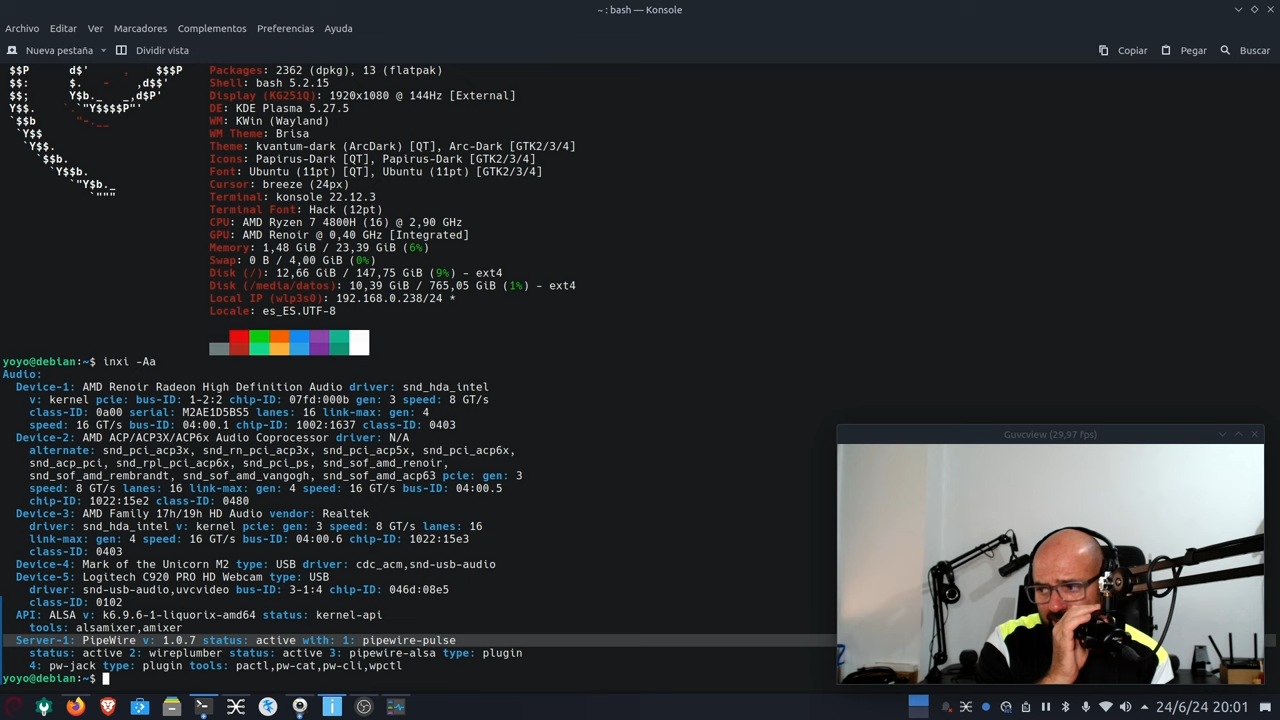 ~ : bash — Konsole
Archivo Editar Ver Marcadores Complementos Preferencias Ayuda
Nueva pestaña Dividir vista Copiar Pegar Buscar
$$P d$' , $$$P Packages: 2362 (dpkg), 13 (flatpak)
$$: $. - ,d$$' Shell: bash 5.2.15
$$; Y$b._ _,d$P' Display (KG251Q): 1920x1080 @ 144Hz [External]
Y$$. `.`"Y$$$$P"' DE: KDE Plasma 5.27.5
`$$b "-.__ WM: KWin (Wayland)
`Y$$ WM Theme: Brisa
`Y$$. Theme: kvantum-dark (ArcDark) [QT], Arc-Dark [GTK2/3/4]
`$$b. Icons: Papirus-Dark [QT], Papirus-Dark [GTK2/3/4]
`Y$$b. Font: Ubuntu (11pt) [QT], Ubuntu (11pt) [GTK2/3/4]
`"Y$b._ Cursor: breeze (24px)
`""" Terminal: konsole 22.12.3
Terminal Font: Hack (12pt)
CPU: AMD Ryzen 7 4800H (16) @ 2,90 GHz
GPU: AMD Renoir @ 0,40 GHz [Integrated]
Memory: 1,48 GiB / 23,39 GiB (6%)
Swap: 0 B / 4,00 GiB (0%)
Disk (/): 12,66 GiB / 147,75 GiB (9%) - ext4
Disk (/media/datos): 10,39 GiB / 765,05 GiB (1%) - ext4
Local IP (wlp3s0): 192.168.0.238/24 *
Locale: es_ES.UTF-8
yoyo@debian:~$ inxi -Aa
Audio:
Device-1: AMD Renoir Radeon High Definition Audio driver: snd_hda_intel
v: kernel pcie: bus-ID: 1-2:2 chip-ID: 07fd:000b gen: 3 speed: 8 GT/s
class-ID: 0a00 serial: M2AE1D5BS5 lanes: 16 link-max: gen: 4
speed: 16 GT/s bus-ID: 04:00.1 chip-ID: 1002:1637 class-ID: 0403
Device-2: AMD ACP/ACP3X/ACP6x Audio Coprocessor driver: N/A
alternate: snd_pci_acp3x, snd_rn_pci_acp3x, snd_pci_acp5x, snd_pci_acp6x,
snd_acp_pci, snd_rpl_pci_acp6x, snd_pci_ps, snd_sof_amd_renoir,
snd_sof_amd_rembrandt, snd_sof_amd_vangogh, snd_sof_amd_acp63 pcie: gen: 3
speed: 8 GT/s lanes: 16 link-max: gen: 4 speed: 16 GT/s bus-ID: 04:00.5
chip-ID: 1022:15e2 class-ID: 0480
Device-3: AMD Family 17h/19h HD Audio vendor: Realtek
driver: snd_hda_intel v: kernel pcie: gen: 3 speed: 8 GT/s lanes: 16
link-max: gen: 4 speed: 16 GT/s bus-ID: 04:00.6 chip-ID: 1022:15e3
class-ID: 0403
Device-4: Mark of the Unicorn M2 type: USB driver: cdc_acm,snd-usb-audio
Device-5: Logitech C920 PRO HD Webcam type: USB
driver: snd-usb-audio,uvcvideo bus-ID: 3-1:4 chip-ID: 046d:08e5
class-ID: 0102
API: ALSA v: k6.9.6-1-liquorix-amd64 status: kernel-api
tools: alsamixer,amixer
Server-1: PipeWire v: 1.0.7 status: active with: 1: pipewire-pulse
status: active 2: wireplumber status: active 3: pipewire-alsa type: plugin
4: pw-jack type: plugin tools: pactl,pw-cat,pw-cli,wpctl
yoyo@debian:~$
Guvcview (29,97 fps)
24/6/24 20:01